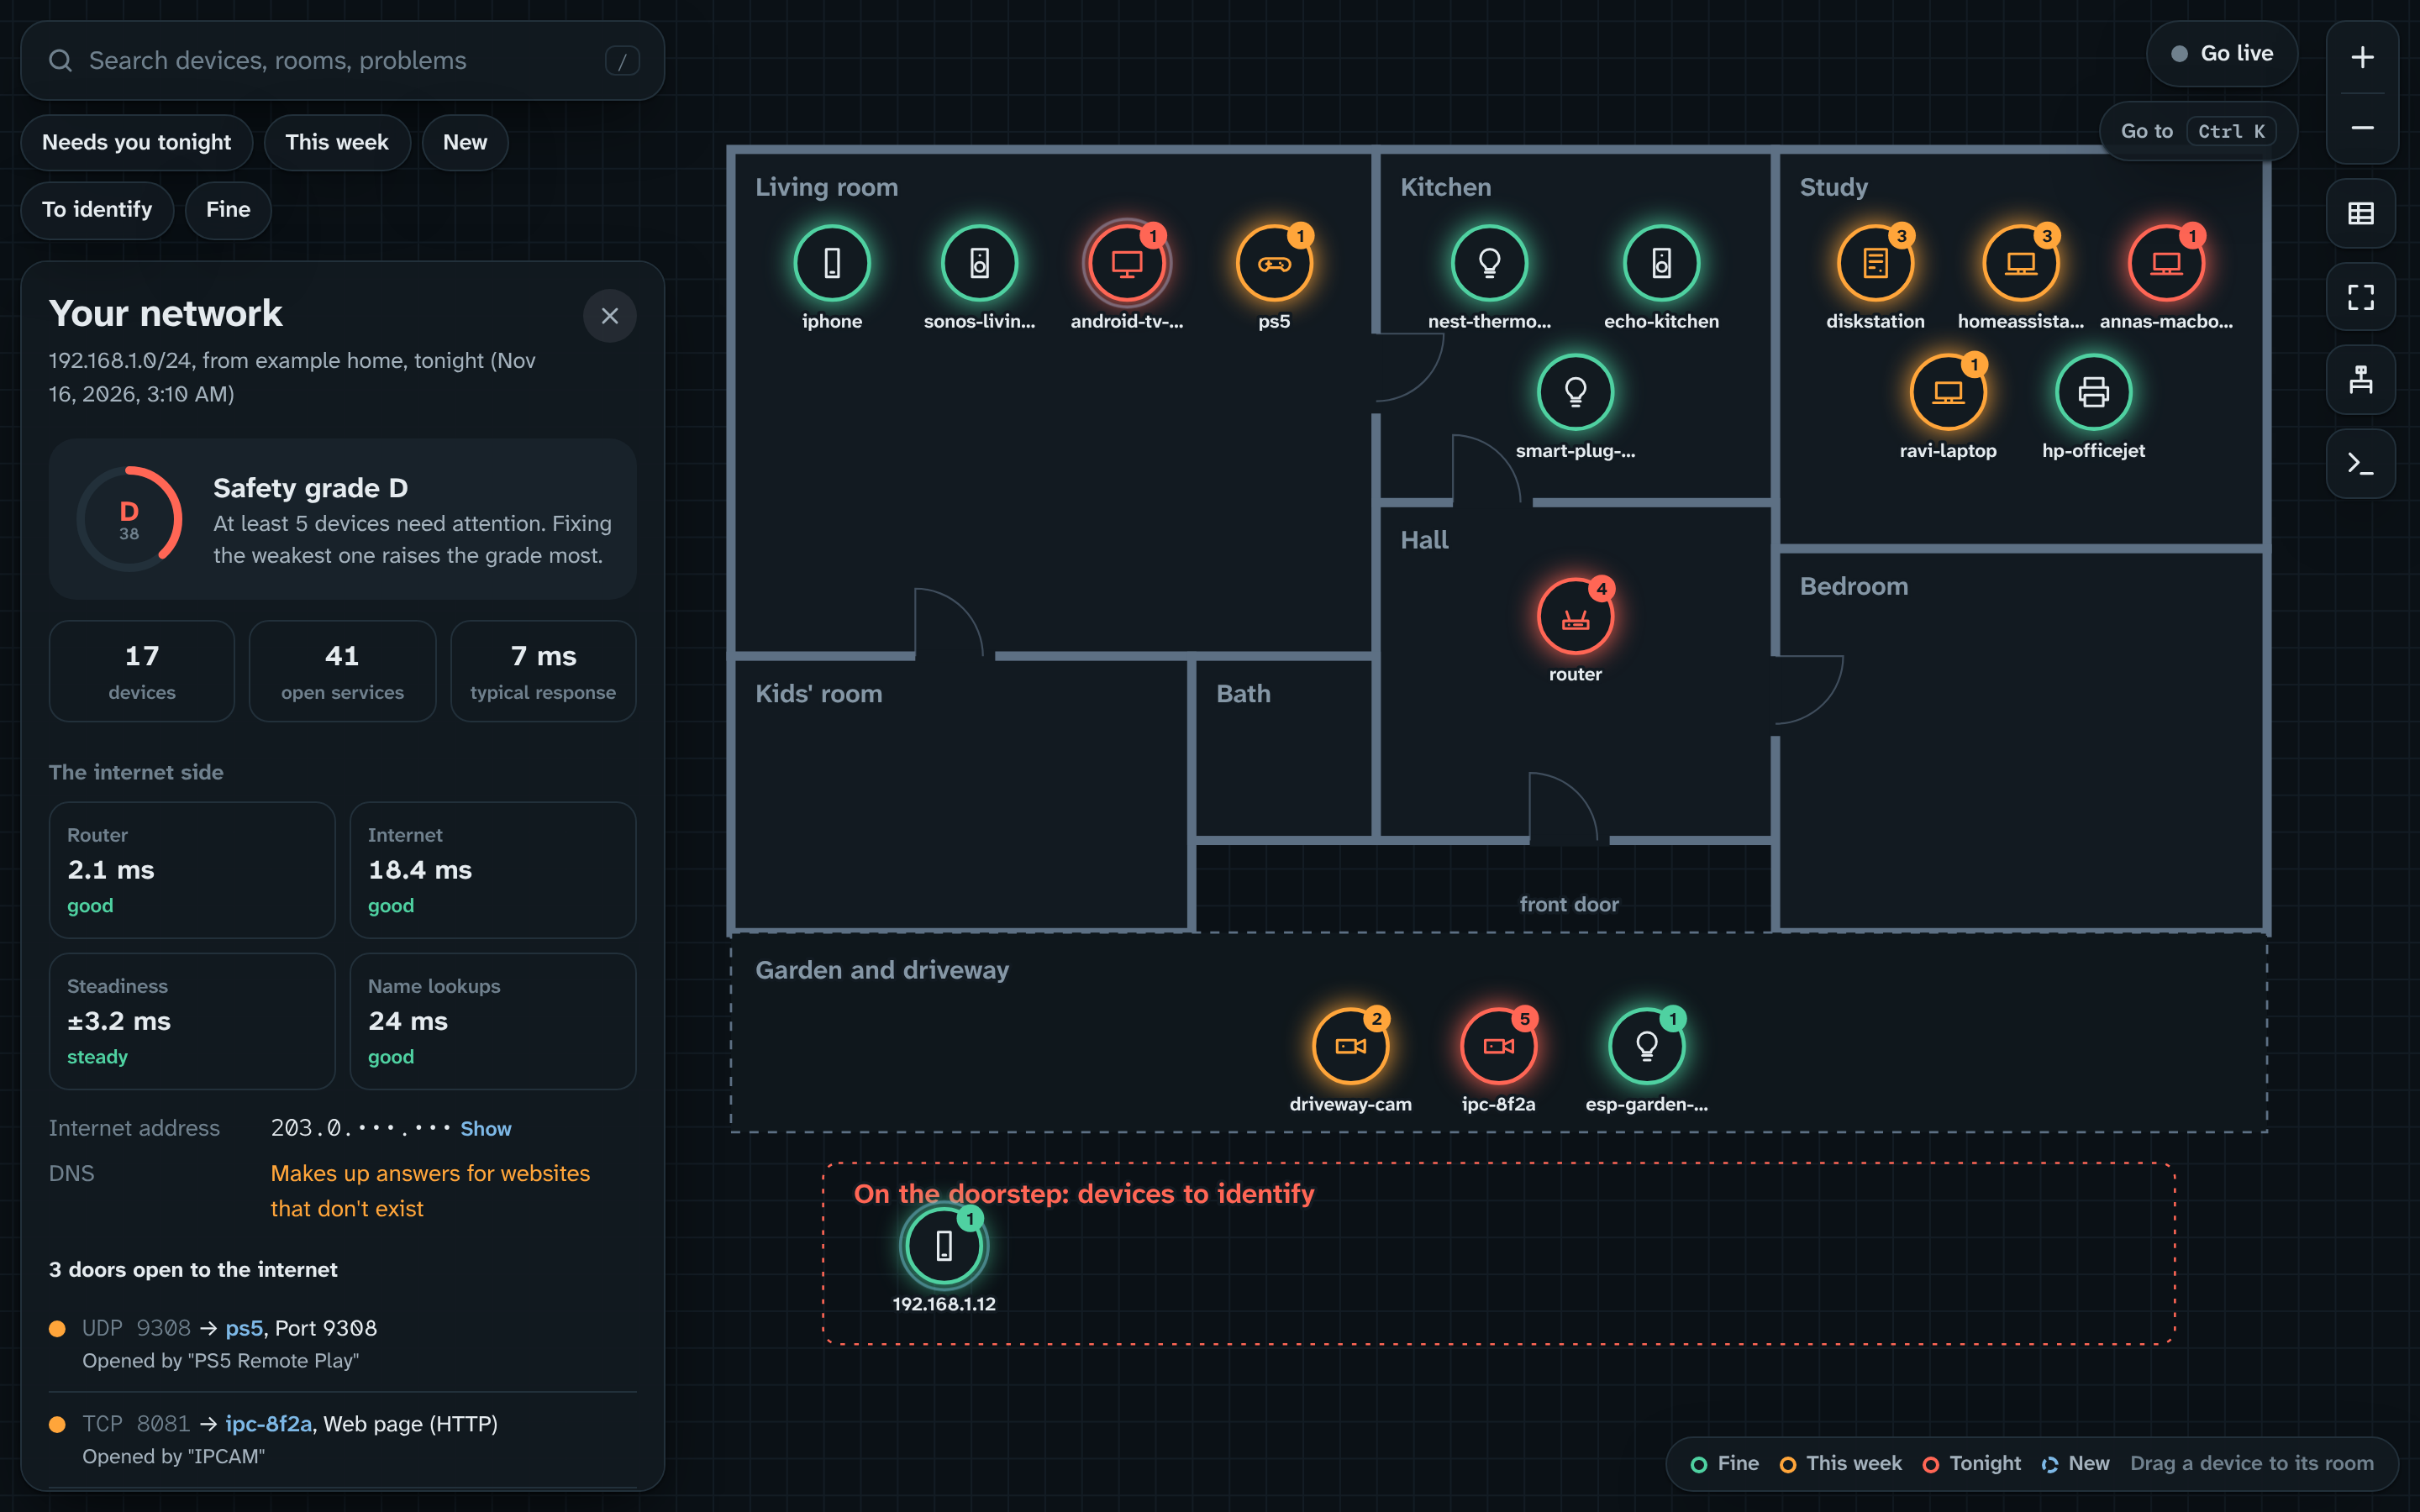 Search devices, rooms, problems /
Needs you tonight This week New
To identify Fine
Your network
192.168.1.0/24, from example home, tonight (Nov
16, 2026, 3:10 AM)
D
38
Safety grade D
At least 5 devices need attention. Fixing
the weakest one raises the grade most.
17
devices
41
open services
7 ms
typical response
The internet side
Router
2.1 ms
good
Internet
18.4 ms
good
Steadiness
±3.2 ms
steady
Name lookups
24 ms
good
Internet address 203.0.•••.••• Show
DNS Makes up answers for websites
that don't exist
3 doors open to the internet
UDP 9308 → ps5, Port 9308
Opened by "PS5 Remote Play"
TCP 8081 → ipc-8f2a, Web page (HTTP)
Opened by "IPCAM"
Go live
Go to Ctrl K
Living room
1
1
iphone sonos-livin... android-tv-... ps5
Kitchen
nest-thermo... echo-kitchen
smart-plug-...
Study
3
3
1
diskstation homeassista... annas-macbo...
1
ravi-laptop hp-officejet
Hall
4
router
Bedroom
Kids' room
Bath
front door
Garden and driveway
2
5
1
driveway-cam ipc-8f2a esp-garden-...
On the doorstep: devices to identify
1
192.168.1.12
Fine This week Tonight New Drag a device to its room